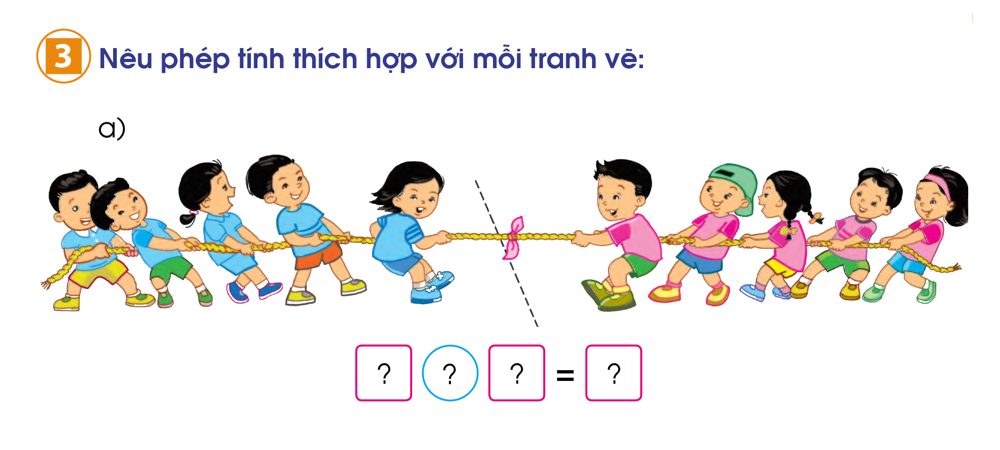 3 Nêu phép tính thích hợp với mỗi tranh vẽ:
a)
? ? ? = ?